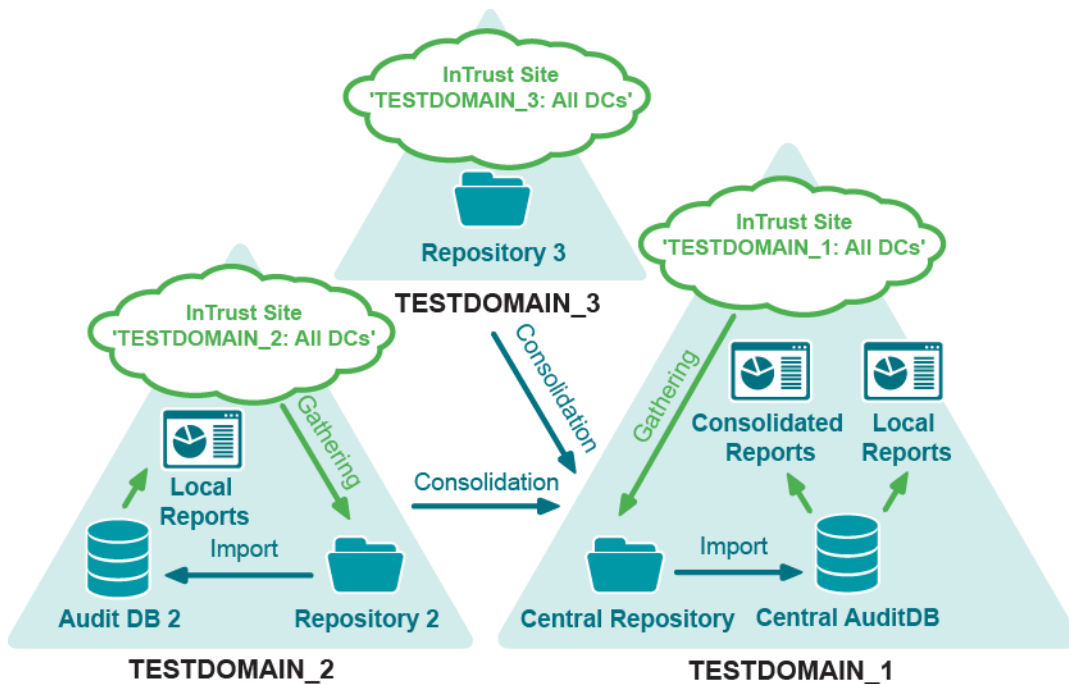 InTrust Site
'TESTDOMAIN_3: All DCs'
Repository 3
TESTDOMAIN_3
InTrust Site
'TESTDOMAIN_1: All DCs'
InTrust Site
'TESTDOMAIN_2: All DCs'
Consolidation
Gathering
Gathering
Consolidated
Reports
Local
Reports
Local
Reports
Consolidation
Import
Import
Audit DB 2
Repository 2
Central Repository
Central AuditDB
TESTDOMAIN_2
TESTDOMAIN_1